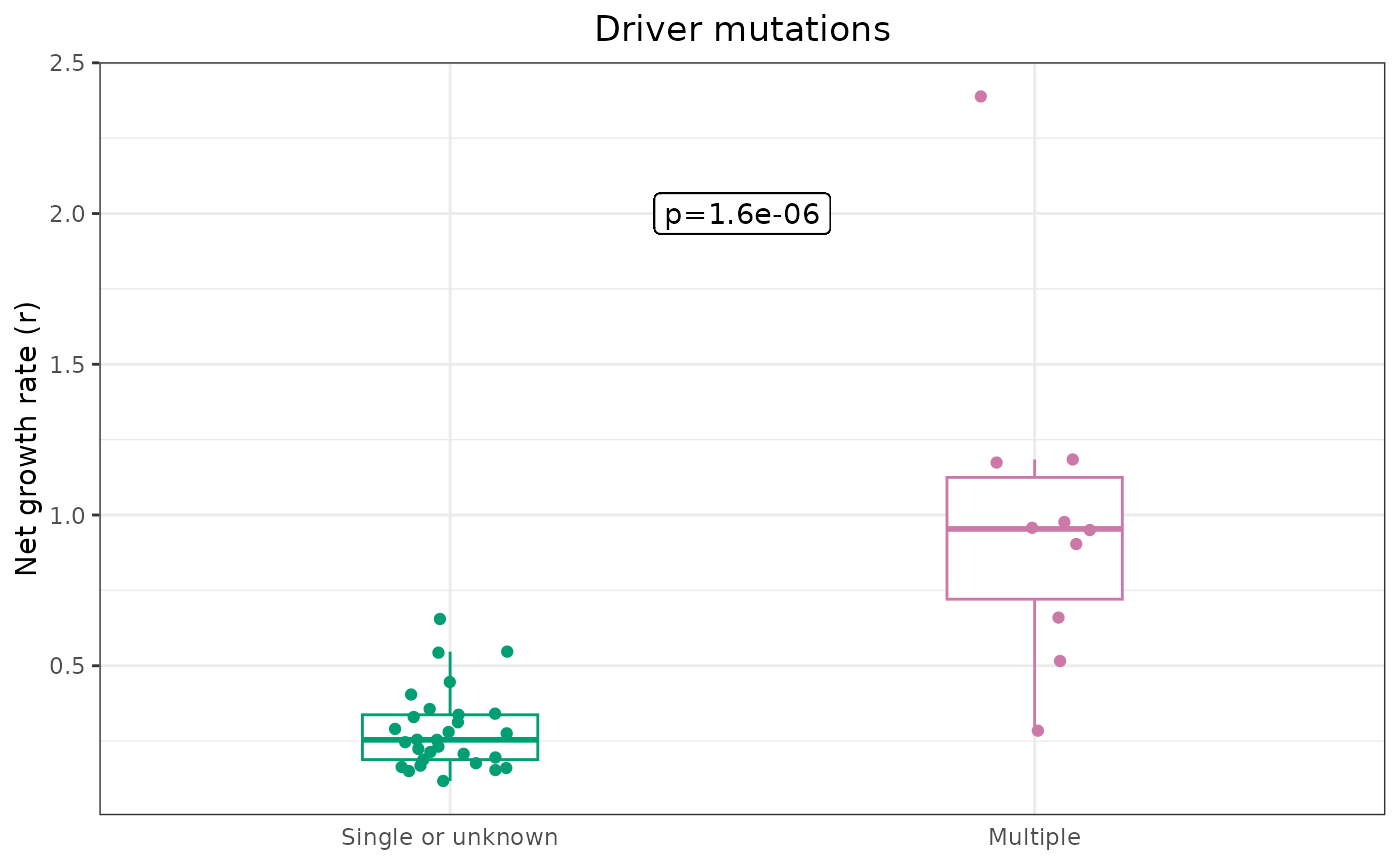 Driver mutations
2.5
2.0
1.5
1.0
0.5
Net growth rate (r)
p=1.6e-06
Single or unknown
Multiple